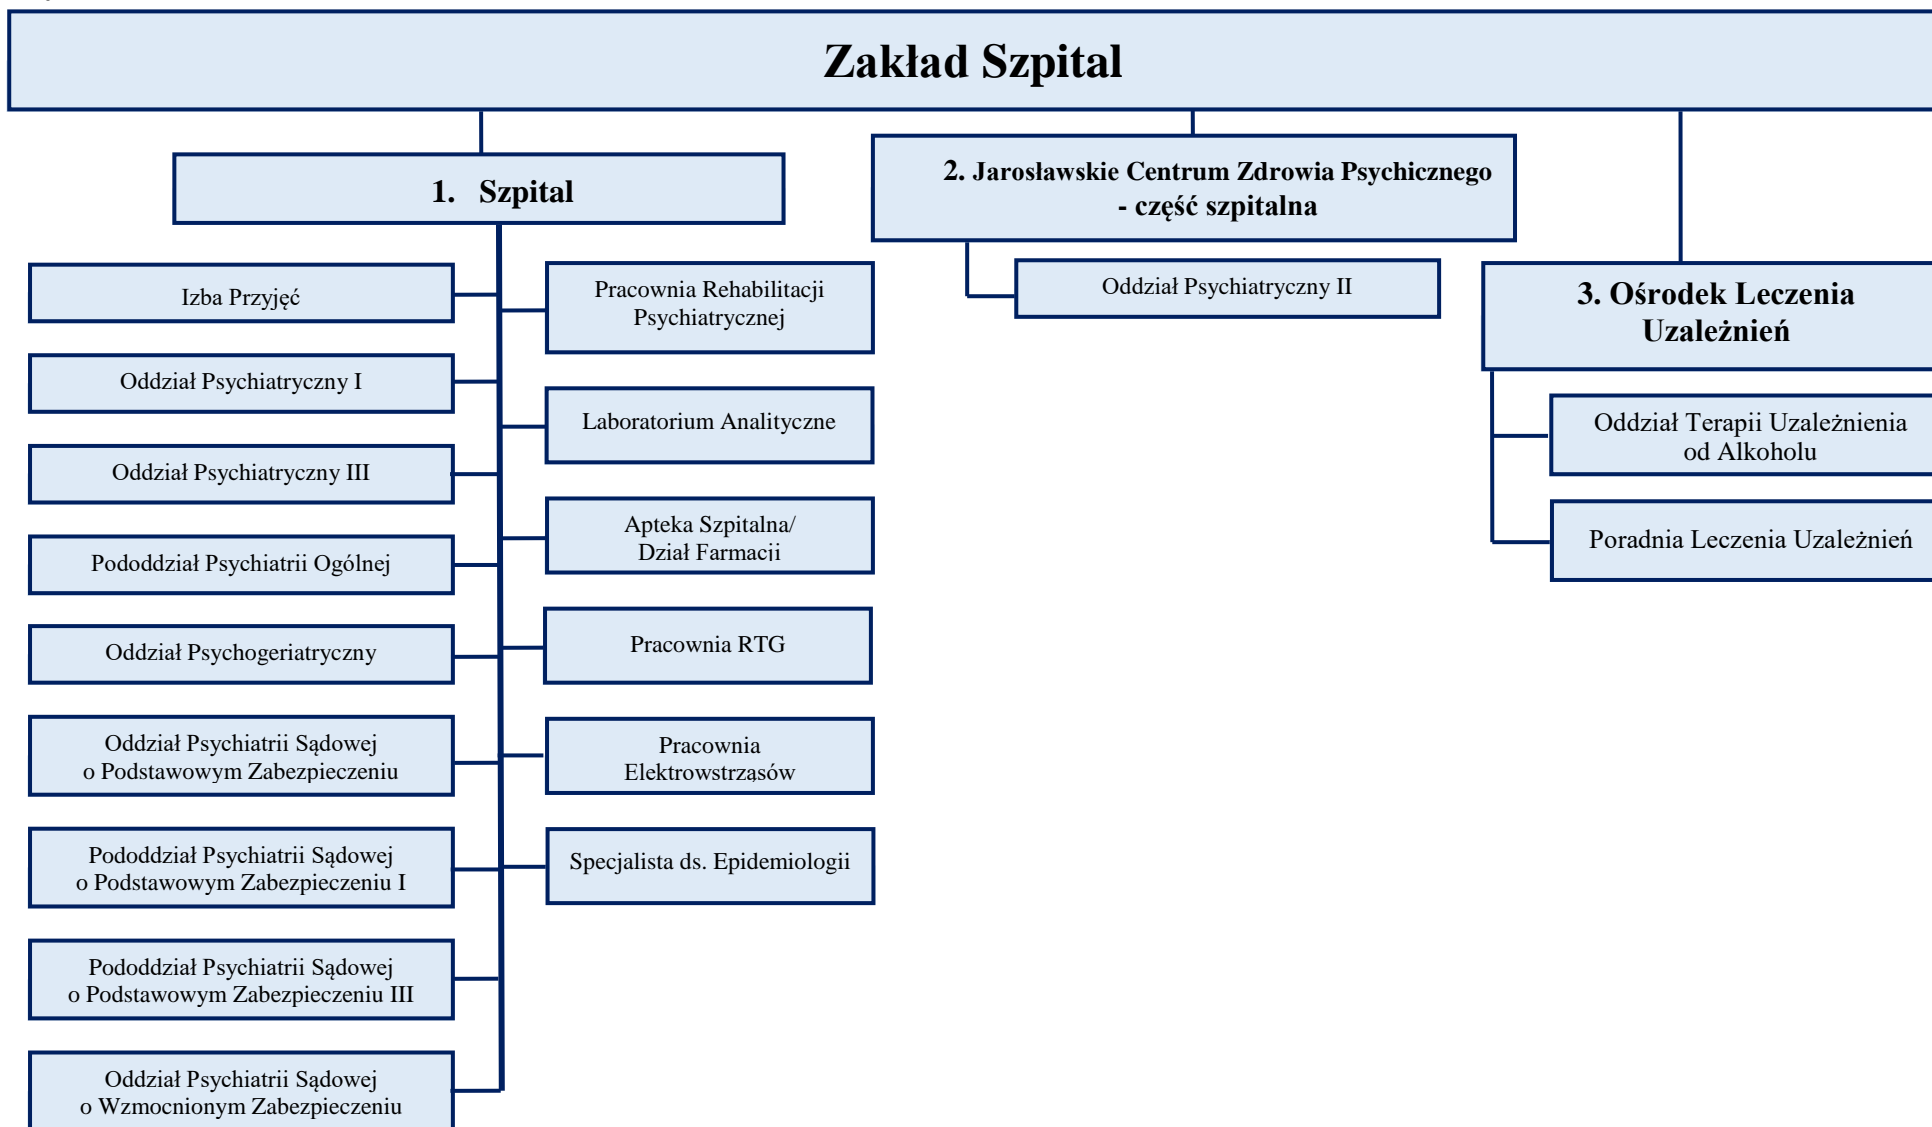 Zakład Szpital
1. Szpital
Izba Przyjęć
Oddział Psychiatryczny I
Oddział Psychiatryczny III
Pododdział Psychiatrii Ogólnej
Oddział Psychogeriatryczny
Oddział Psychiatrii Sądowej
o Podstawowym Zabezpieczeniu
Pododdział Psychiatrii Sądowej
o Podstawowym Zabezpieczeniu I
Pododdział Psychiatrii Sądowej
o Podstawowym Zabezpieczeniu III
Oddział Psychiatrii Sądowej
o Wzmocnionym Zabezpieczeniu
Pracownia Rehabilitacji
Psychiatrycznej
Laboratorium Analityczne
Apteka Szpitalna/
Dział Farmacji
Pracownia RTG
Pracownia
Elektrowstrząsów
Specjalista ds. Epidemiologii
2. Jarosławskie Centrum Zdrowia Psychicznego
- część szpitalna
Oddział Psychiatryczny II
3. Ośrodek Leczenia
Uzależnień
Oddział Terapii Uzależnienia
od Alkoholu
Poradnia Leczenia Uzależnień